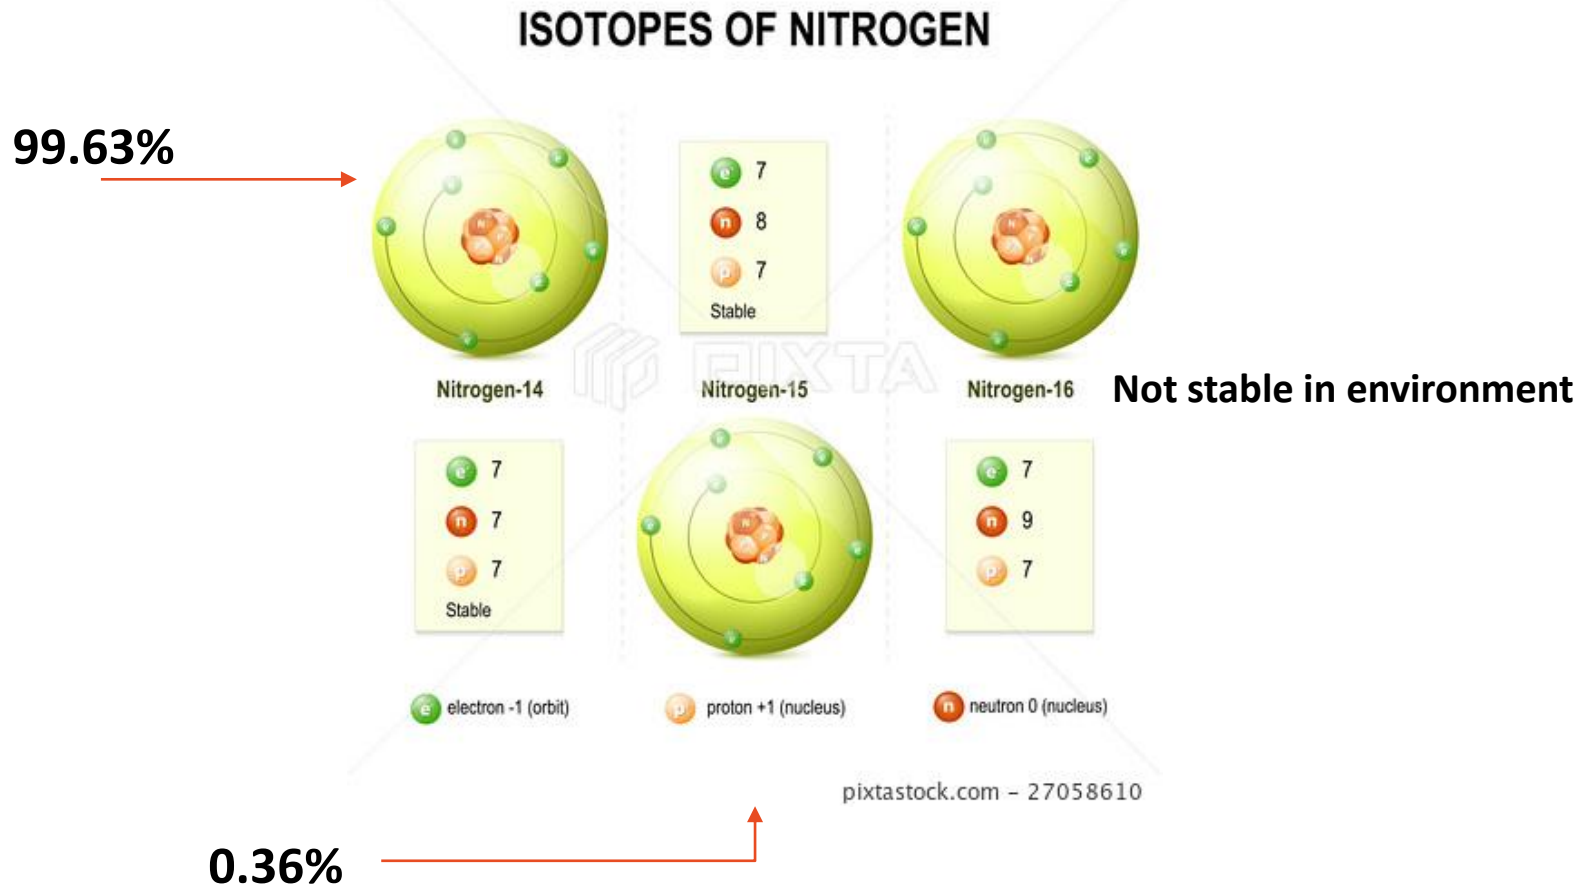 ISOTOPES OF NITROGEN
99.63%
e 7
n 8
p 7
Stable
PIXTA
Nitrogen-14
Nitrogen-15
Nitrogen-16
Not stable in environment
e 7
n 7
p 7
Stable
e 7
n 9
p 7
e electron -1 (orbit)
p proton +1 (nucleus)
n neutron 0 (nucleus)
pixtastock.com - 27058610
0.36%